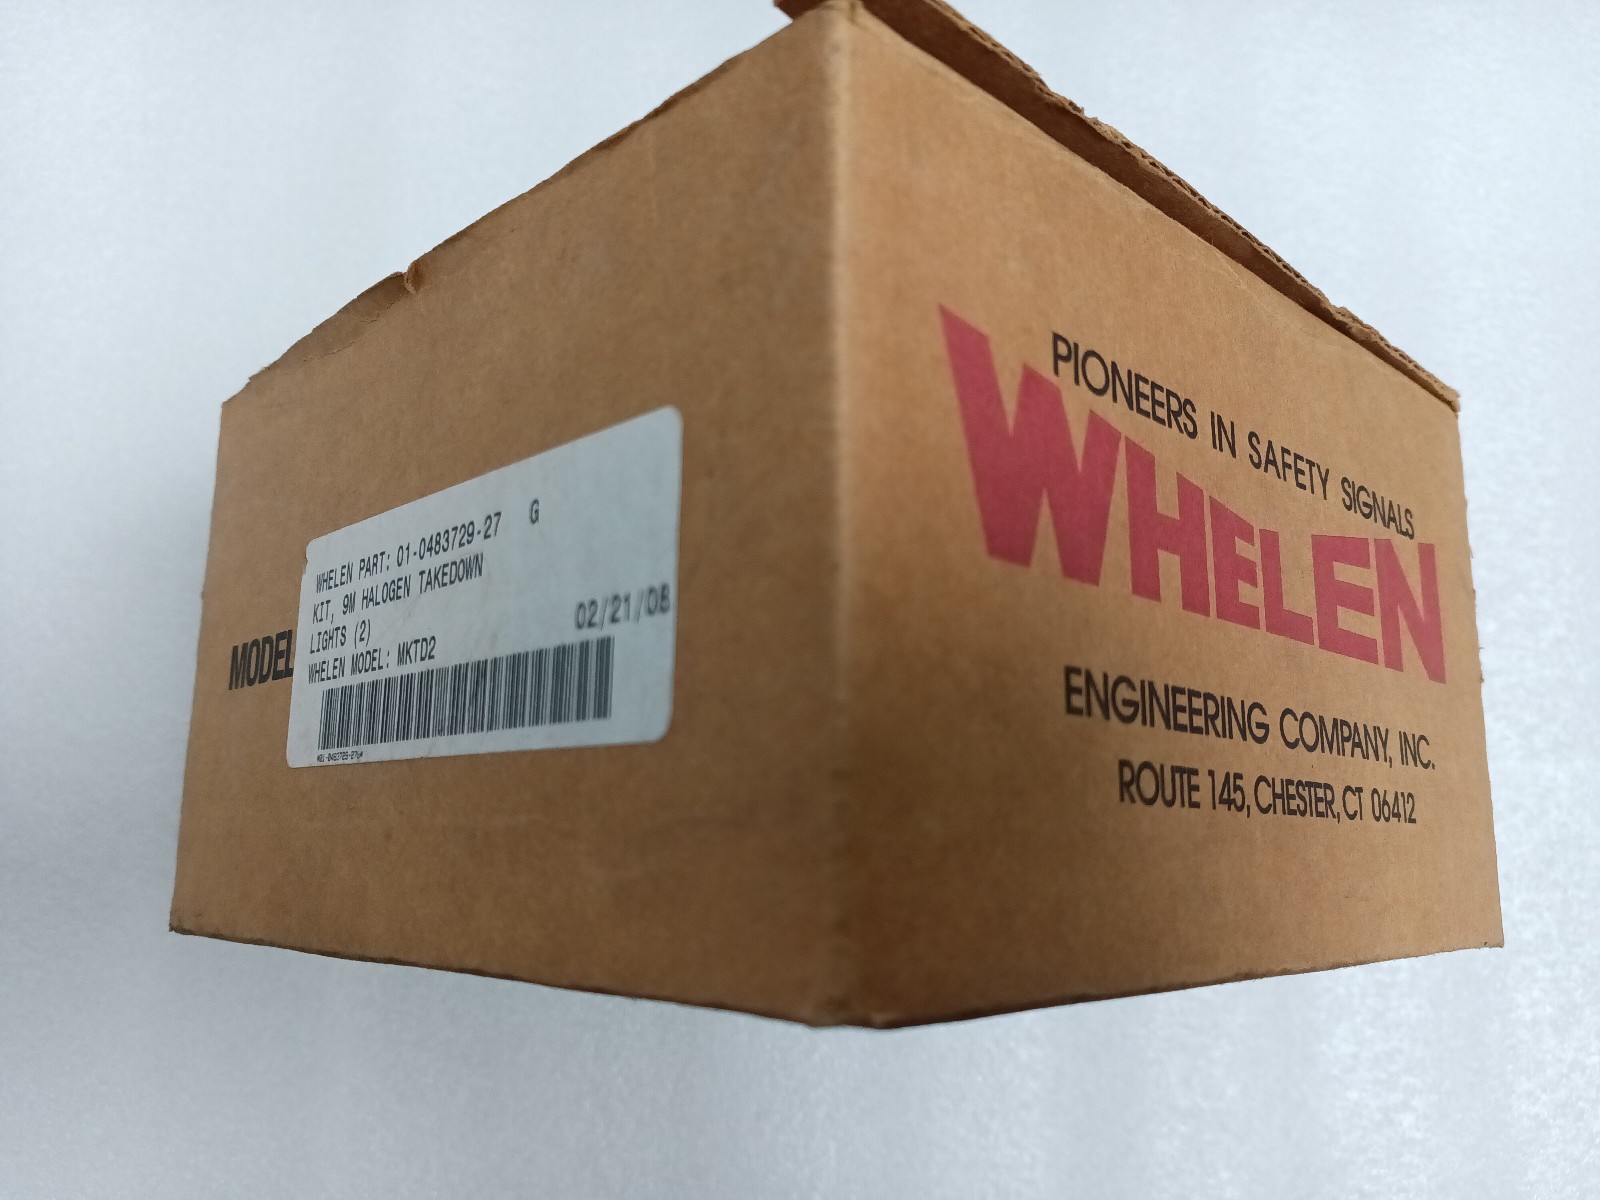 WHELEN PART: 01-0483729-27 G
KIT, 9M HALOGEN TAKEDOWN
LIGHTS (2)
02/21/08
WHELEN MODEL: MKTD2
MODEL
PIONEERS IN SAFETY SIGNALS
WHELEN
ENGINEERING COMPANY, INC.
ROUTE 145, CHESTER, CT 06412